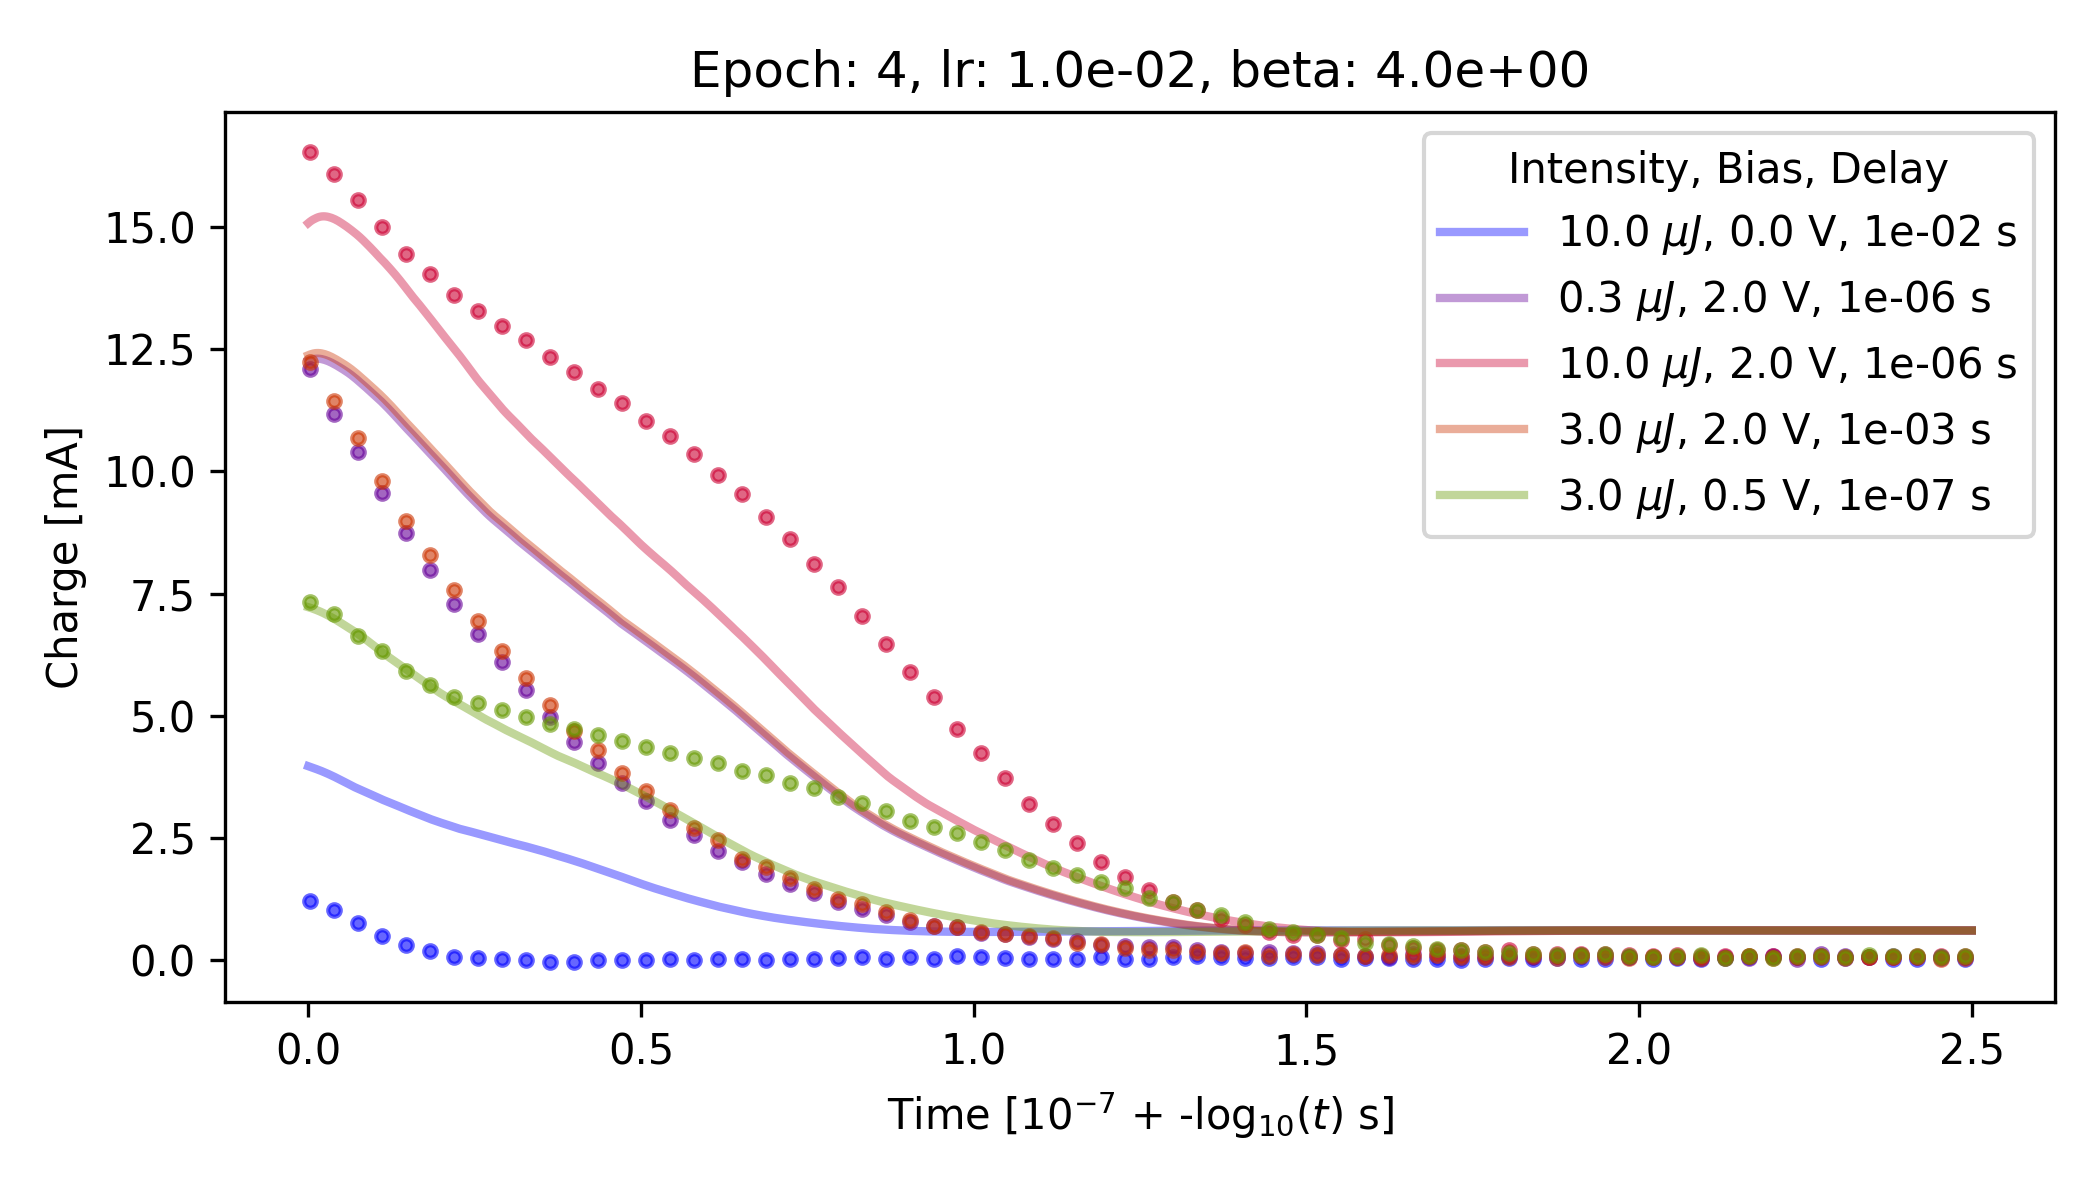 Epoch: 4, lr: 1.0e-02, beta: 4.0e+00
Intensity, Bias, Delay
10.0 μJ, 0.0 V, 1e-02 s
0.3 μJ, 2.0 V, 1e-06 s
10.0 μJ, 2.0 V, 1e-06 s
3.0 μJ, 2.0 V, 1e-03 s
3.0 μJ, 0.5 V, 1e-07 s
Charge [mA]
15.0
12.5
10.0
7.5
5.0
2.5
0.0
0.0 0.5 1.0 1.5 2.0 2.5
Time [10⁻⁷ + -log₁₀(t) s]